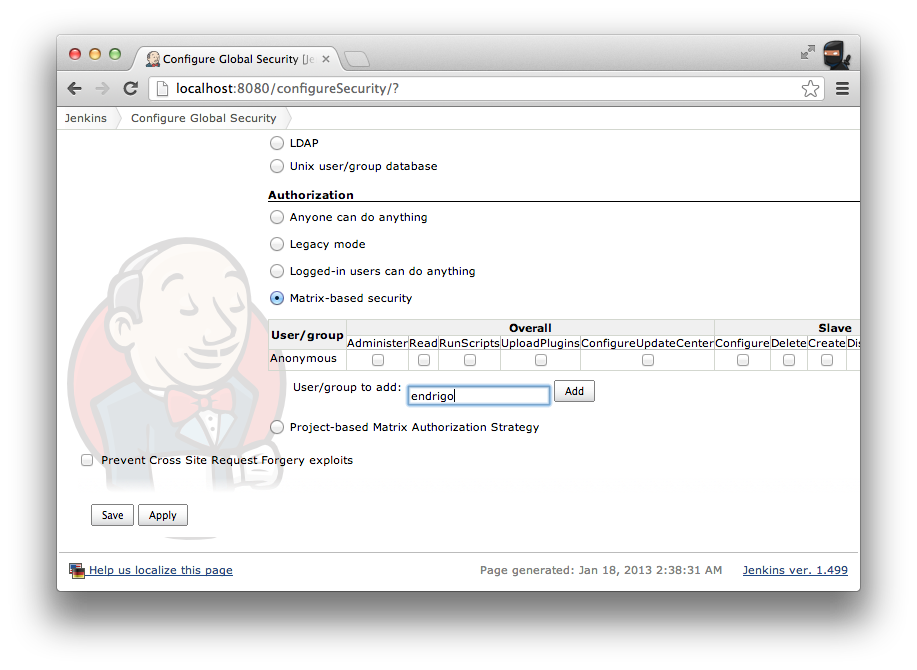 Configure Global Security [Je
localhost:8080/configureSecurity/?
Jenkins Configure Global Security
LDAP
Unix user/group database
Authorization
Anyone can do anything
Legacy mode
Logged-in users can do anything
Matrix-based security
User/group Overall Slave
Administer Read RunScripts UploadPlugins ConfigureUpdateCenter Configure Delete Create Dis
Anonymous
User/group to add: endrigo Add
Project-based Matrix Authorization Strategy
Prevent Cross Site Request Forgery exploits
Save Apply
Help us localize this page Page generated: Jan 18, 2013 2:38:31 AM Jenkins ver. 1.499